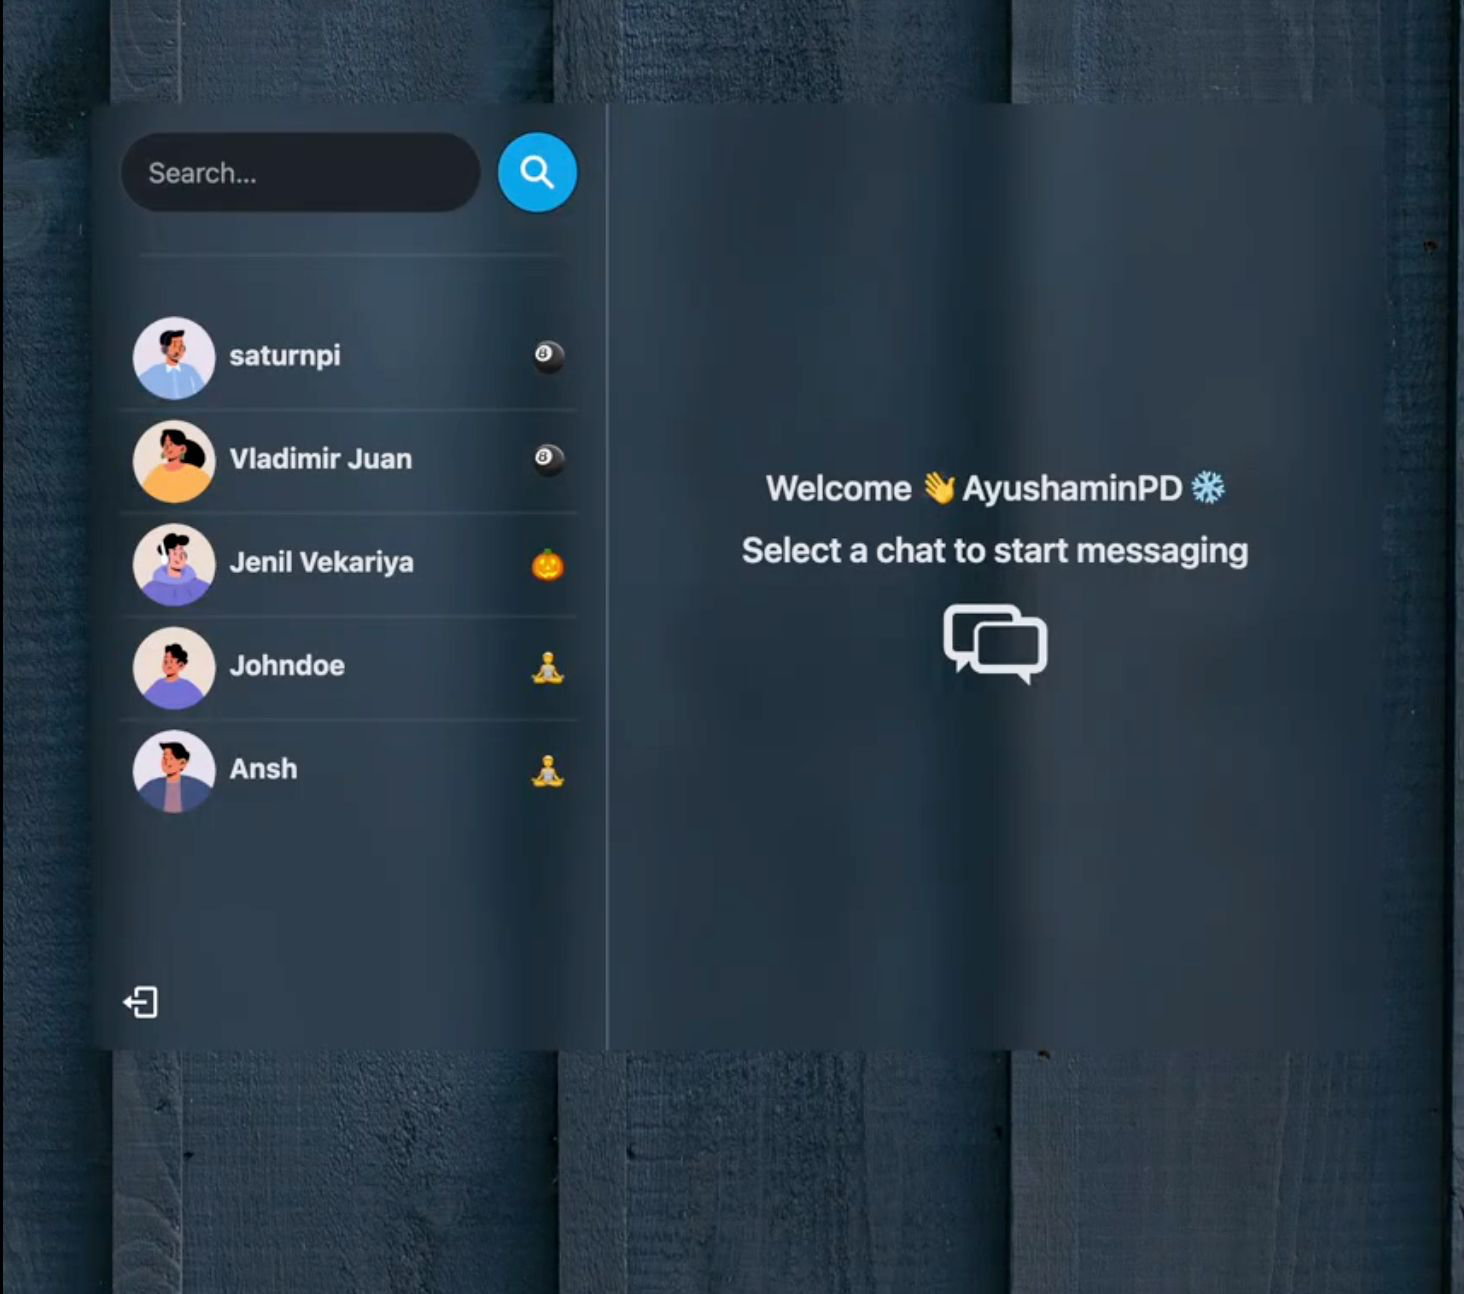 Search...
saturnpi
Vladimir Juan
Jenil Vekariya
Johndoe
Ansh
Welcome 👋 AyushaminPD ❄️
Select a chat to start messaging